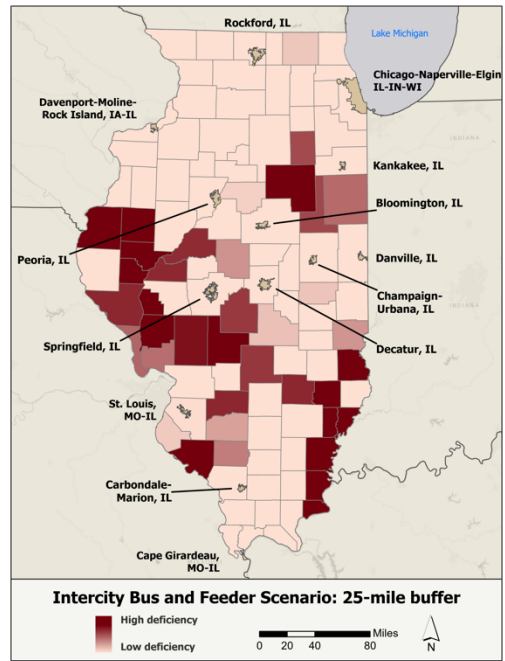 Rockford, IL
Lake Michigan
Chicago-Naperville-Elgin
IL-IN-WI
Davenport-Moline-
Rock Island, IA-IL
INDIANA
Kankakee, IL
Bloomington, IL
Peoria, IL
Danville, IL
Champaign-
Urbana, IL
INDIANA
Springfield, IL
Decatur, IL
St. Louis,
MO-IL
Carbondale-
Marion, IL
Cape Girardeau,
MO-IL
Intercity Bus and Feeder Scenario: 25-mile buffer
High deficiency
Low deficiency
Miles
0 20 40 80
N